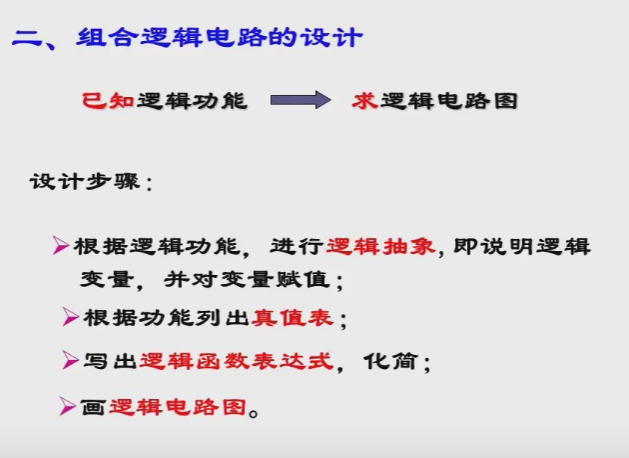 二、组合逻辑电路的设计
已知逻辑功能 求逻辑电路图
设计步骤：
根据逻辑功能，进行逻辑抽象，即说明逻辑
变量，并对变量赋值；
根据功能列出真值表；
写出逻辑函数表达式，化简；
画逻辑电路图。